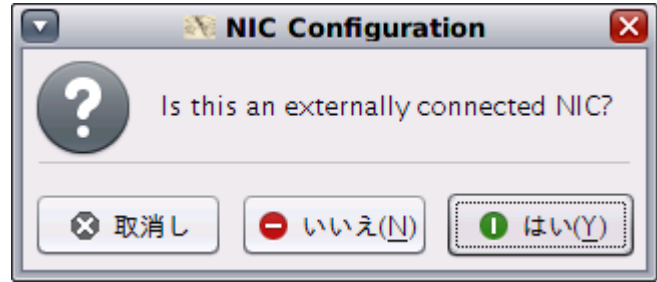 NIC Configuration
Is this an externally connected NIC?
取消し いいえ(N) はい(Y)